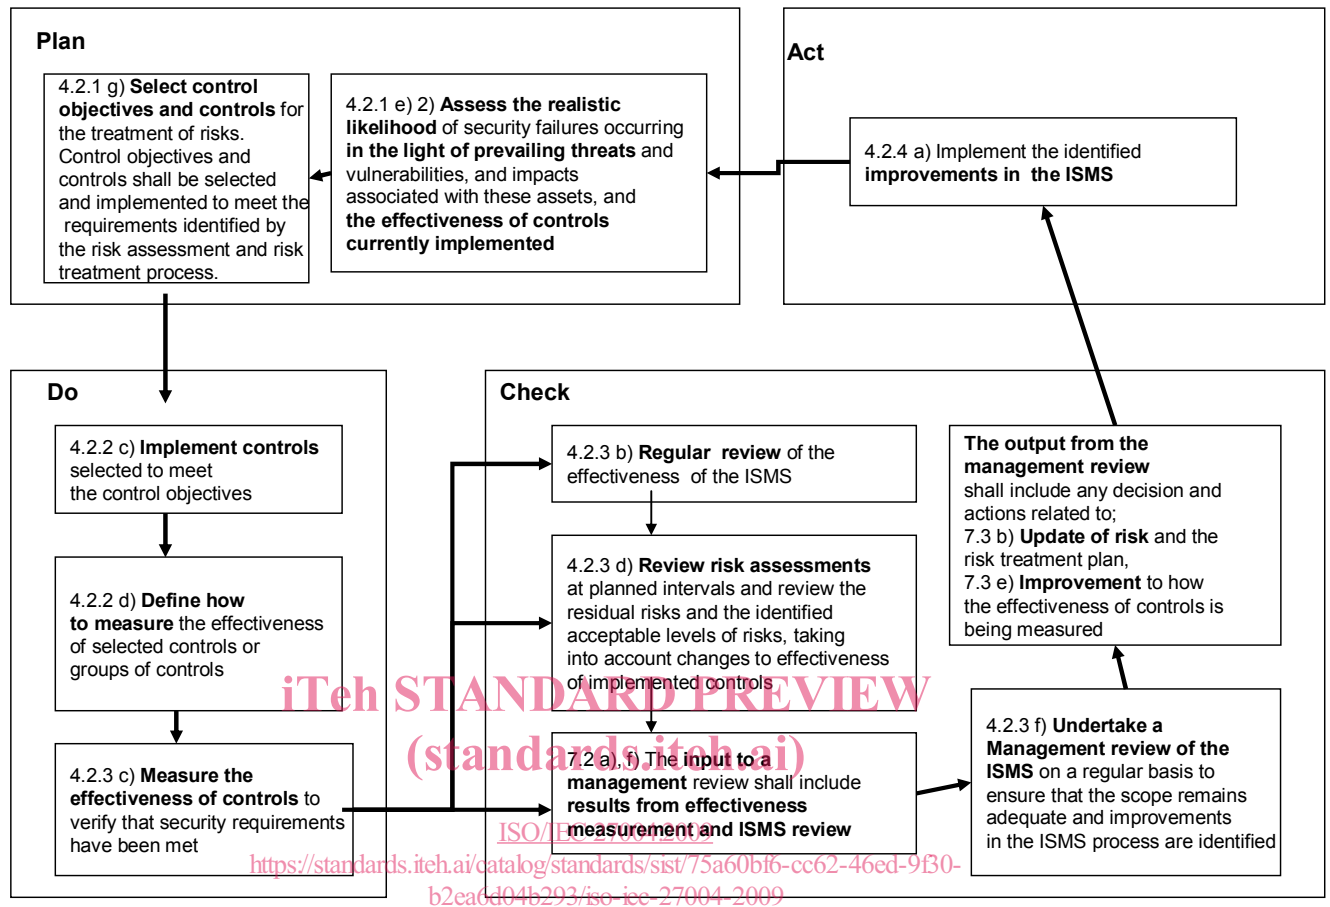 Plan
4.2.1 g) Select control
objectives and controls for
the treatment of risks.
Control objectives and
controls shall be selected
and implemented to meet the
requirements identified by
the risk assessment and risk
treatment process.
4.2.1 e) 2) Assess the realistic
likelihood of security failures occurring
in the light of prevailing threats and
vulnerabilities, and impacts
associated with these assets, and
the effectiveness of controls
currently implemented
Act
4.2.4 a) Implement the identified
improvements in the ISMS
Do
4.2.2 c) Implement controls
selected to meet
the control objectives
4.2.2 d) Define how
to measure the effectiveness
of selected controls or
groups of controls
4.2.3 c) Measure the
effectiveness of controls to
verify that security requirements
have been met
Check
4.2.3 b) Regular review of the
effectiveness of the ISMS
4.2.3 d) Review risk assessments
at planned intervals and review the
residual risks and the identified
acceptable levels of risks, taking
into account changes to effectiveness
of implemented controls
7.2 a), f) The input to a
management review shall include
results from effectiveness
measurement and ISMS review
The output from the
management review
shall include any decision and
actions related to;
7.3 b) Update of risk and the
risk treatment plan,
7.3 e) Improvement to how
the effectiveness of controls is
being measured
4.2.3 f) Undertake a
Management review of the
ISMS on a regular basis to
ensure that the scope remains
adequate and improvements
in the ISMS process are identified
iTeh STANDARD PREVIEW
(standards.iteh.ai)
ISO/IEC 27004:2009
https://standards.iteh.ai/catalog/standards/sist/75a60bf6-cc62-46ed-9f30-
b2ea6d04b293/iso-iec-27004-2009